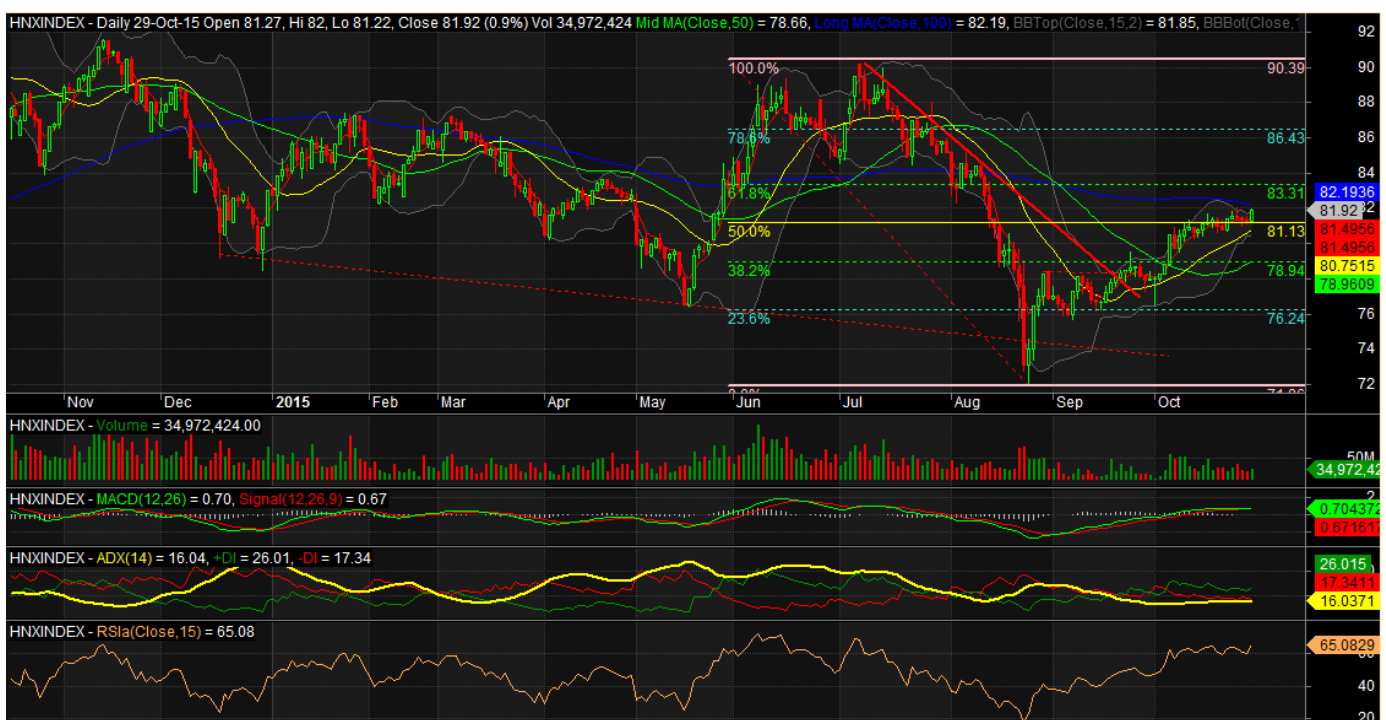 HNXINDEX - Daily 29-Oct-15 Open 81.27, Hi 82, Lo 81.22, Close 81.92 (0.9%) Vol 34,972,424 Mid MA(Close,50) = 78.66, Long MA(Close,100) = 82.19, BBTop(Close,15,2) = 81.85, BBBot(Close,1
92
100.0% 90.39 90
88
78.6% 86.43 86
84
61.8% 83.31
82.1936
81.92 82
50.0% 81.13 81.4956
81.4956
80.7515
38.2% 78.94 78.9609
23.6% 76.24 76
74
72
Nov Dec 2015 Feb Mar Apr May Jun Jul Aug Sep Oct
HNXINDEX - Volume = 34,972,424.00
50M
34,972,42
HNXINDEX - MACD(12,26) = 0.70, Signal(12,26,9) = 0.67
2
0.704372
0.671617
HNXINDEX - ADX(14) = 16.04, +DI = 26.01, -DI = 17.34
26.015
17.3411
16.0371
HNXINDEX - RSIa(Close,15) = 65.08
65.0829
40
20